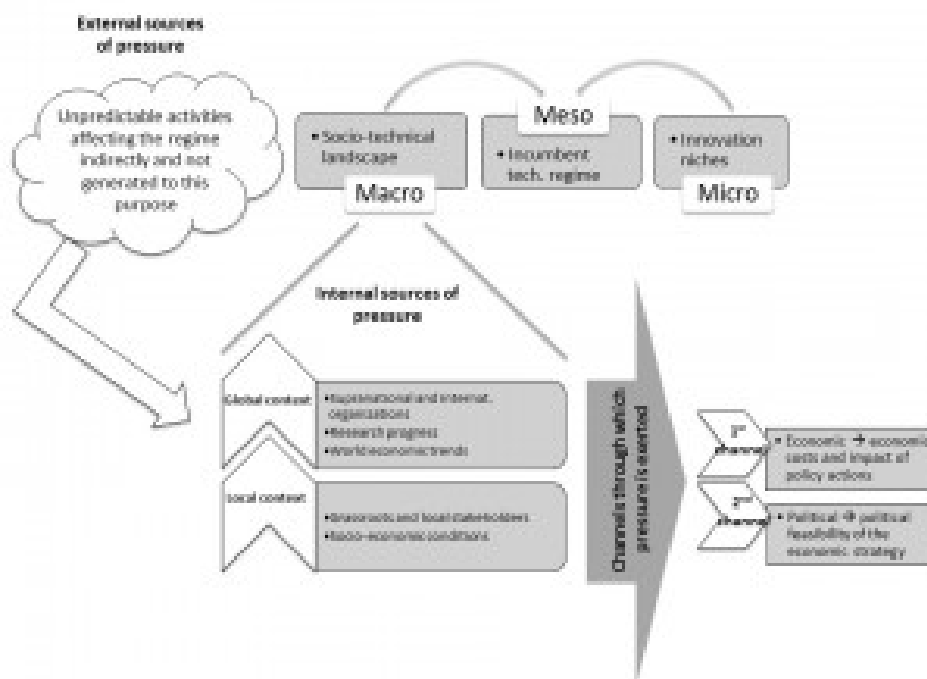 External sources
of pressure
Unpredictable activities
affecting the regime
indirectly and not
generated to this
purpose
• Socio-technical
landscape
Macro
Meso
• Incumbent
tech. regime
• Innovation
niches
Micro
Internal sources of
pressure
Global context
• Supranational and internat.
organizations
• Research progress
• World economic trends
Local context
• Grassroots and local stakeholders
• Socio-economic conditions
Channels through which
pressure is exerted
1st
channel
• Economic → economic
costs and impact of
policy actions
2nd
channel
• Political → political
feasibility of the
economic strategy